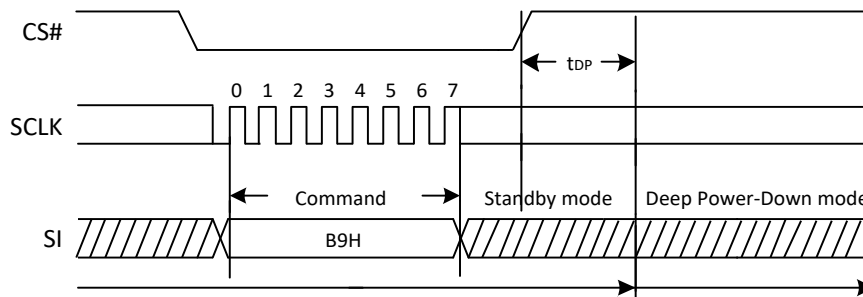 CS#
tDP
0 1 2 3 4 5 6 7
SCLK
Command Standby mode Deep Power-Down mode
SI
B9H